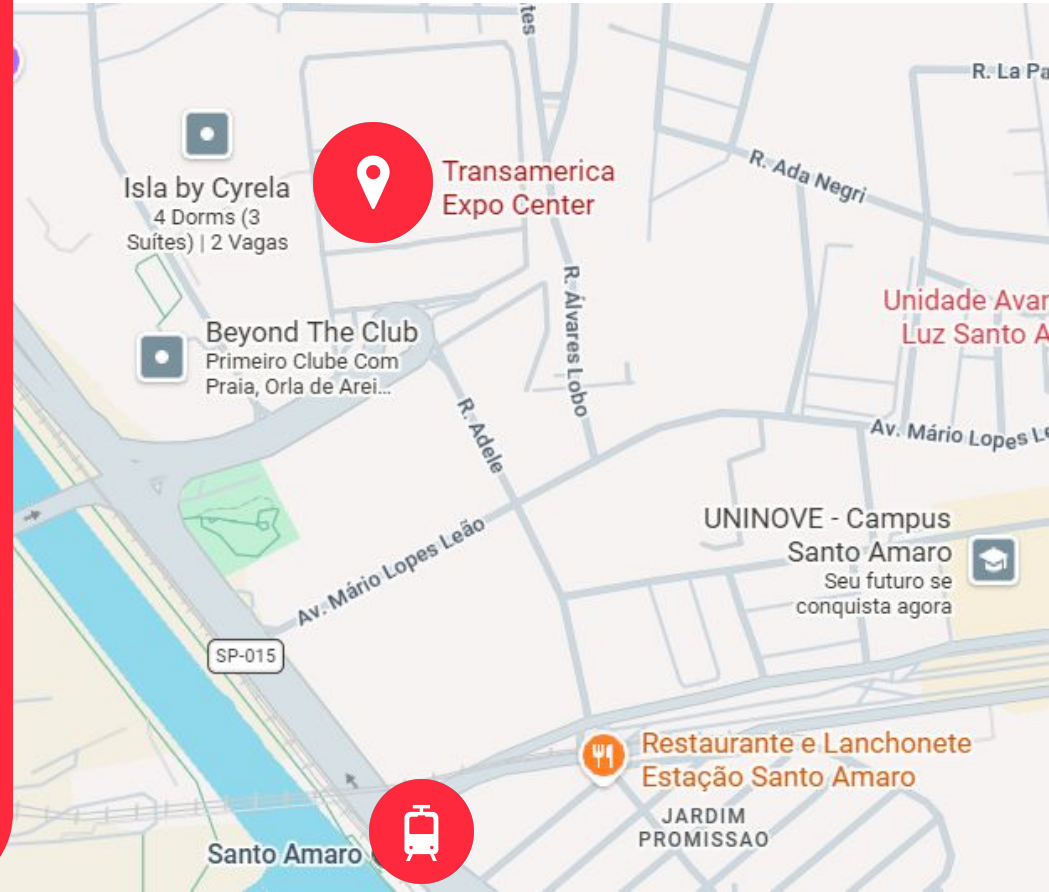 tes
R. La Pa
Isla by Cyrela
4 Dorms (3
Suítes) | 2 Vagas
Transamerica
Expo Center
R. Ada Negri
R. Álvares Lobo
Unidade Avan
Luz Santo A
Beyond The Club
Primeiro Clube Com
Praia, Orla de Arei...
R. Adele
Av. Mário Lopes Le
UNINOVE - Campus
Santo Amaro
Seu futuro se
conquista agora
Av. Mário Lopes Leão
SP-015
Restaurante e Lanchonete
Estação Santo Amaro
JARDIM
PROMISSAO
Santo Amaro